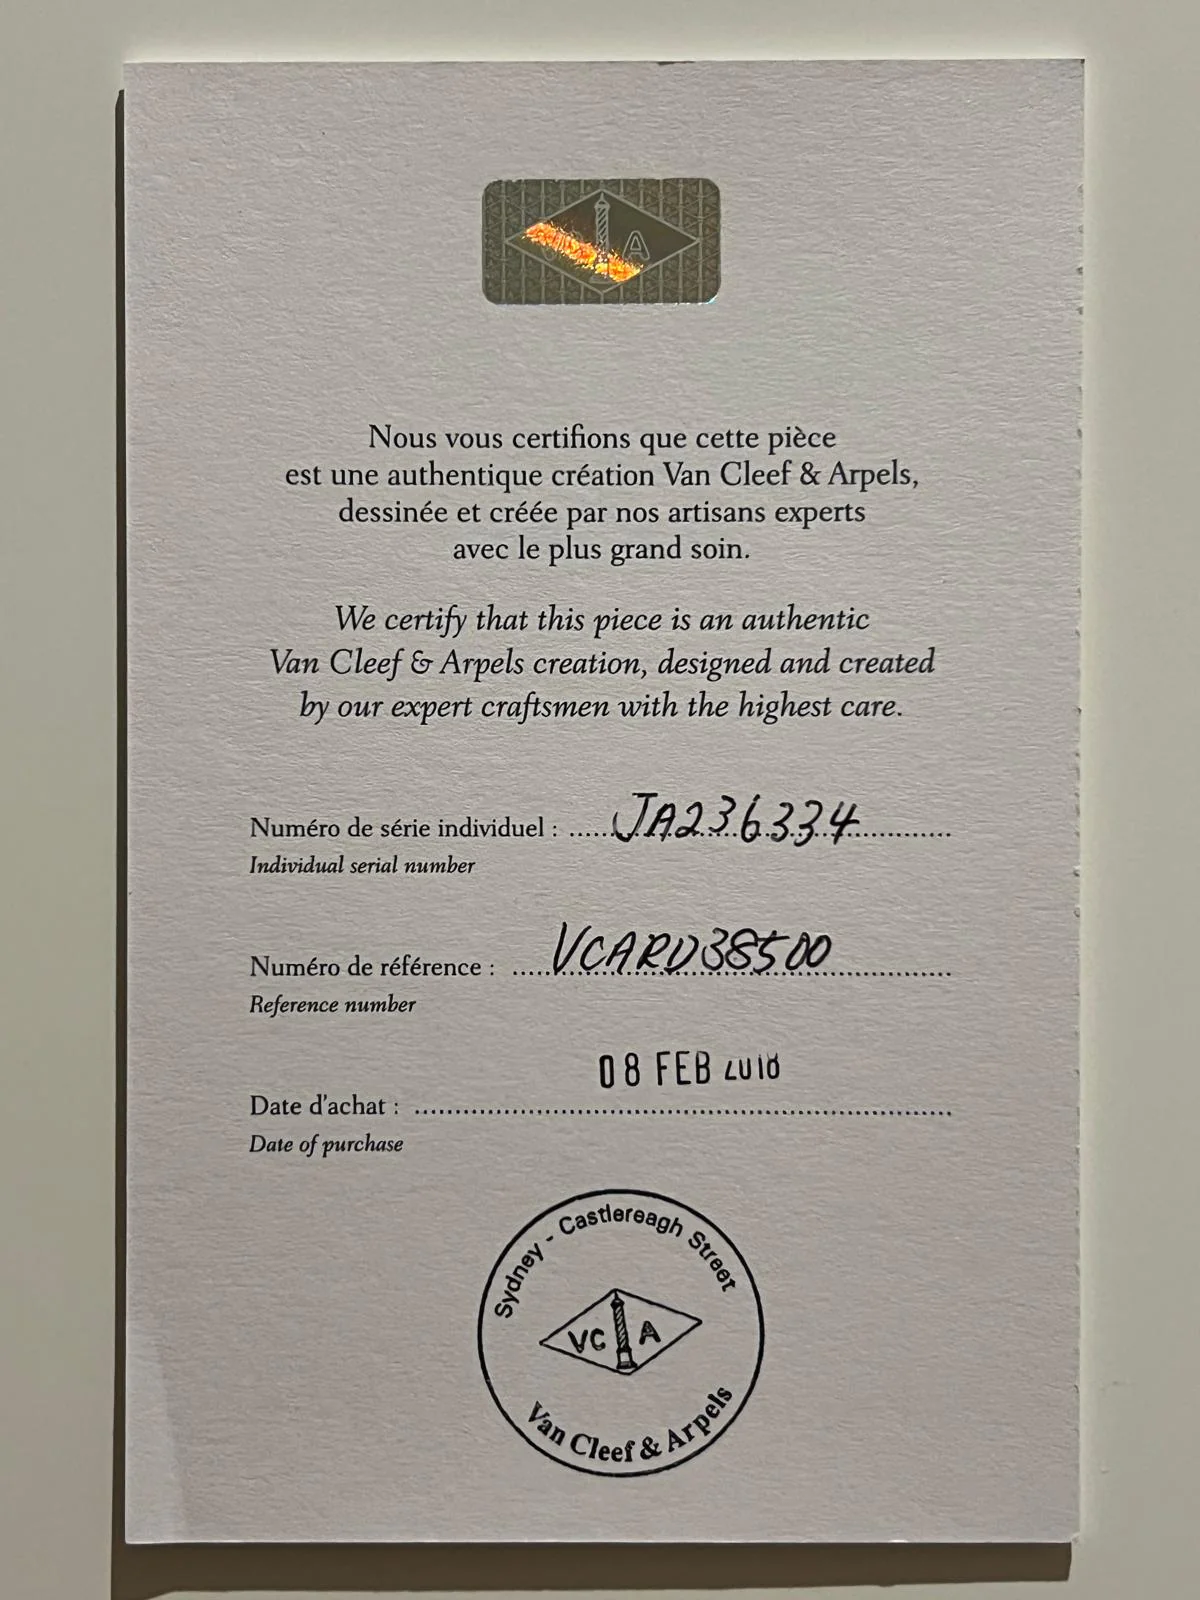 A
Nous vous certifions que cette pièce
est une authentique création Van Cleef & Arpels,
dessinée et créée par nos artisans experts
avec le plus grand soin.
We certify that this piece is an authentic
Van Cleef & Arpels creation, designed and created
by our expert craftsmen with the highest care.
Numéro de série individuel : JA236334
Individual serial number
Numéro de référence : VCARD38500
Reference number
08 FEB 2018
Date d'achat :
Date of purchase
Sydney - Castlereagh Street
VC A
Van Cleef & Arpels